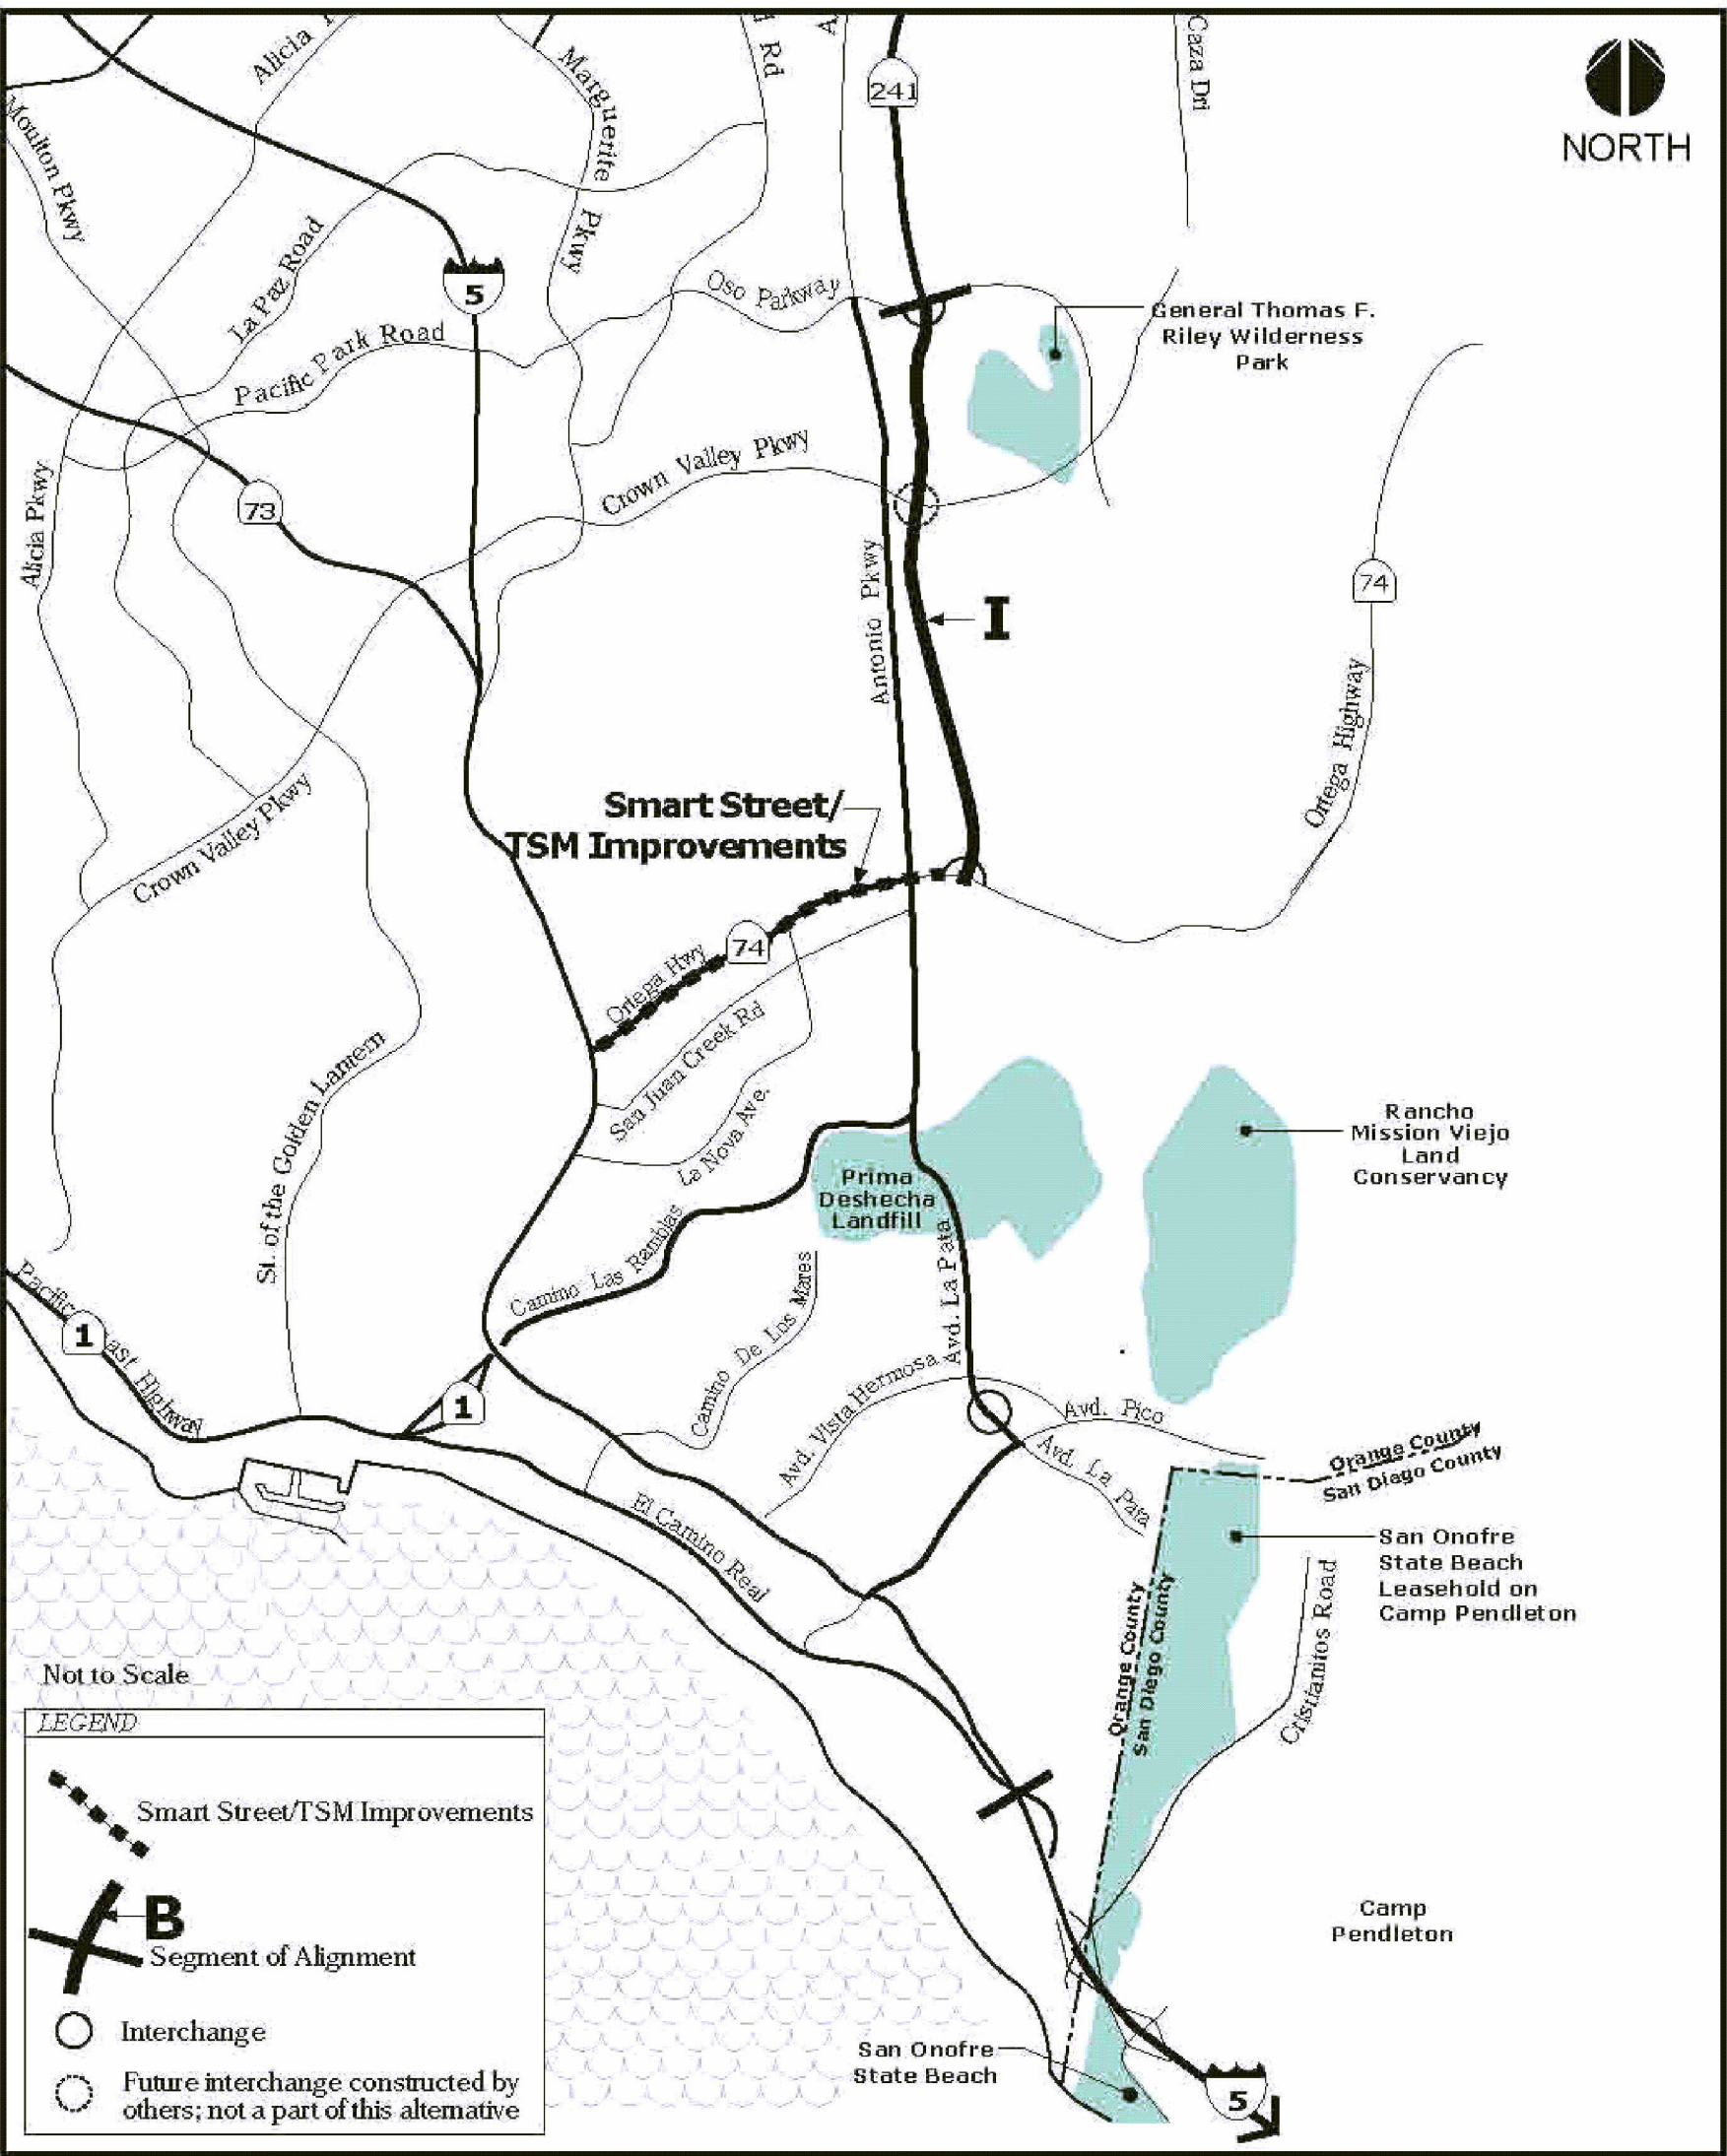 Alicia
Marguerite
Pkwy
Rd
241
Caza Dri
NORTH
Moulton Pkwy
La Paz Road
5
Oso Parkway
General Thomas F.
Riley Wilderness
Park
Pacific Park Road
Crown Valley Pkwy
Alicia Pkwy
73
Antonio Pkwy
I
74
Ortega Highway
Smart Street/
TSM Improvements
Crown Valley Pkwy
74
Ortega Hwy
San Juan Creek Rd
La Nova Ave.
St. of the Golden Lantern
Rancho
Mission Viejo
Land
Conservancy
Prima
Deshecha
Landfill
Camino Las Ramblas
Camino De Los Mares
Avd. La Pata
Pacific
1
ast Highway
1
Avd. Vista Hermosa
Avd. Pico
Avd. La Pata
Orange County
San Diego County
El Camino Real
San Onofre
State Beach
Leasehold on
Camp Pendleton
Orange County
San Diego County
Cristianitos Road
Not to Scale
LEGEND
Smart Street/TSM Improvements
B
Segment of Alignment
Interchange
Future interchange constructed by
others; not a part of this alternative
Camp
Pendleton
San Onofre
State Beach
5